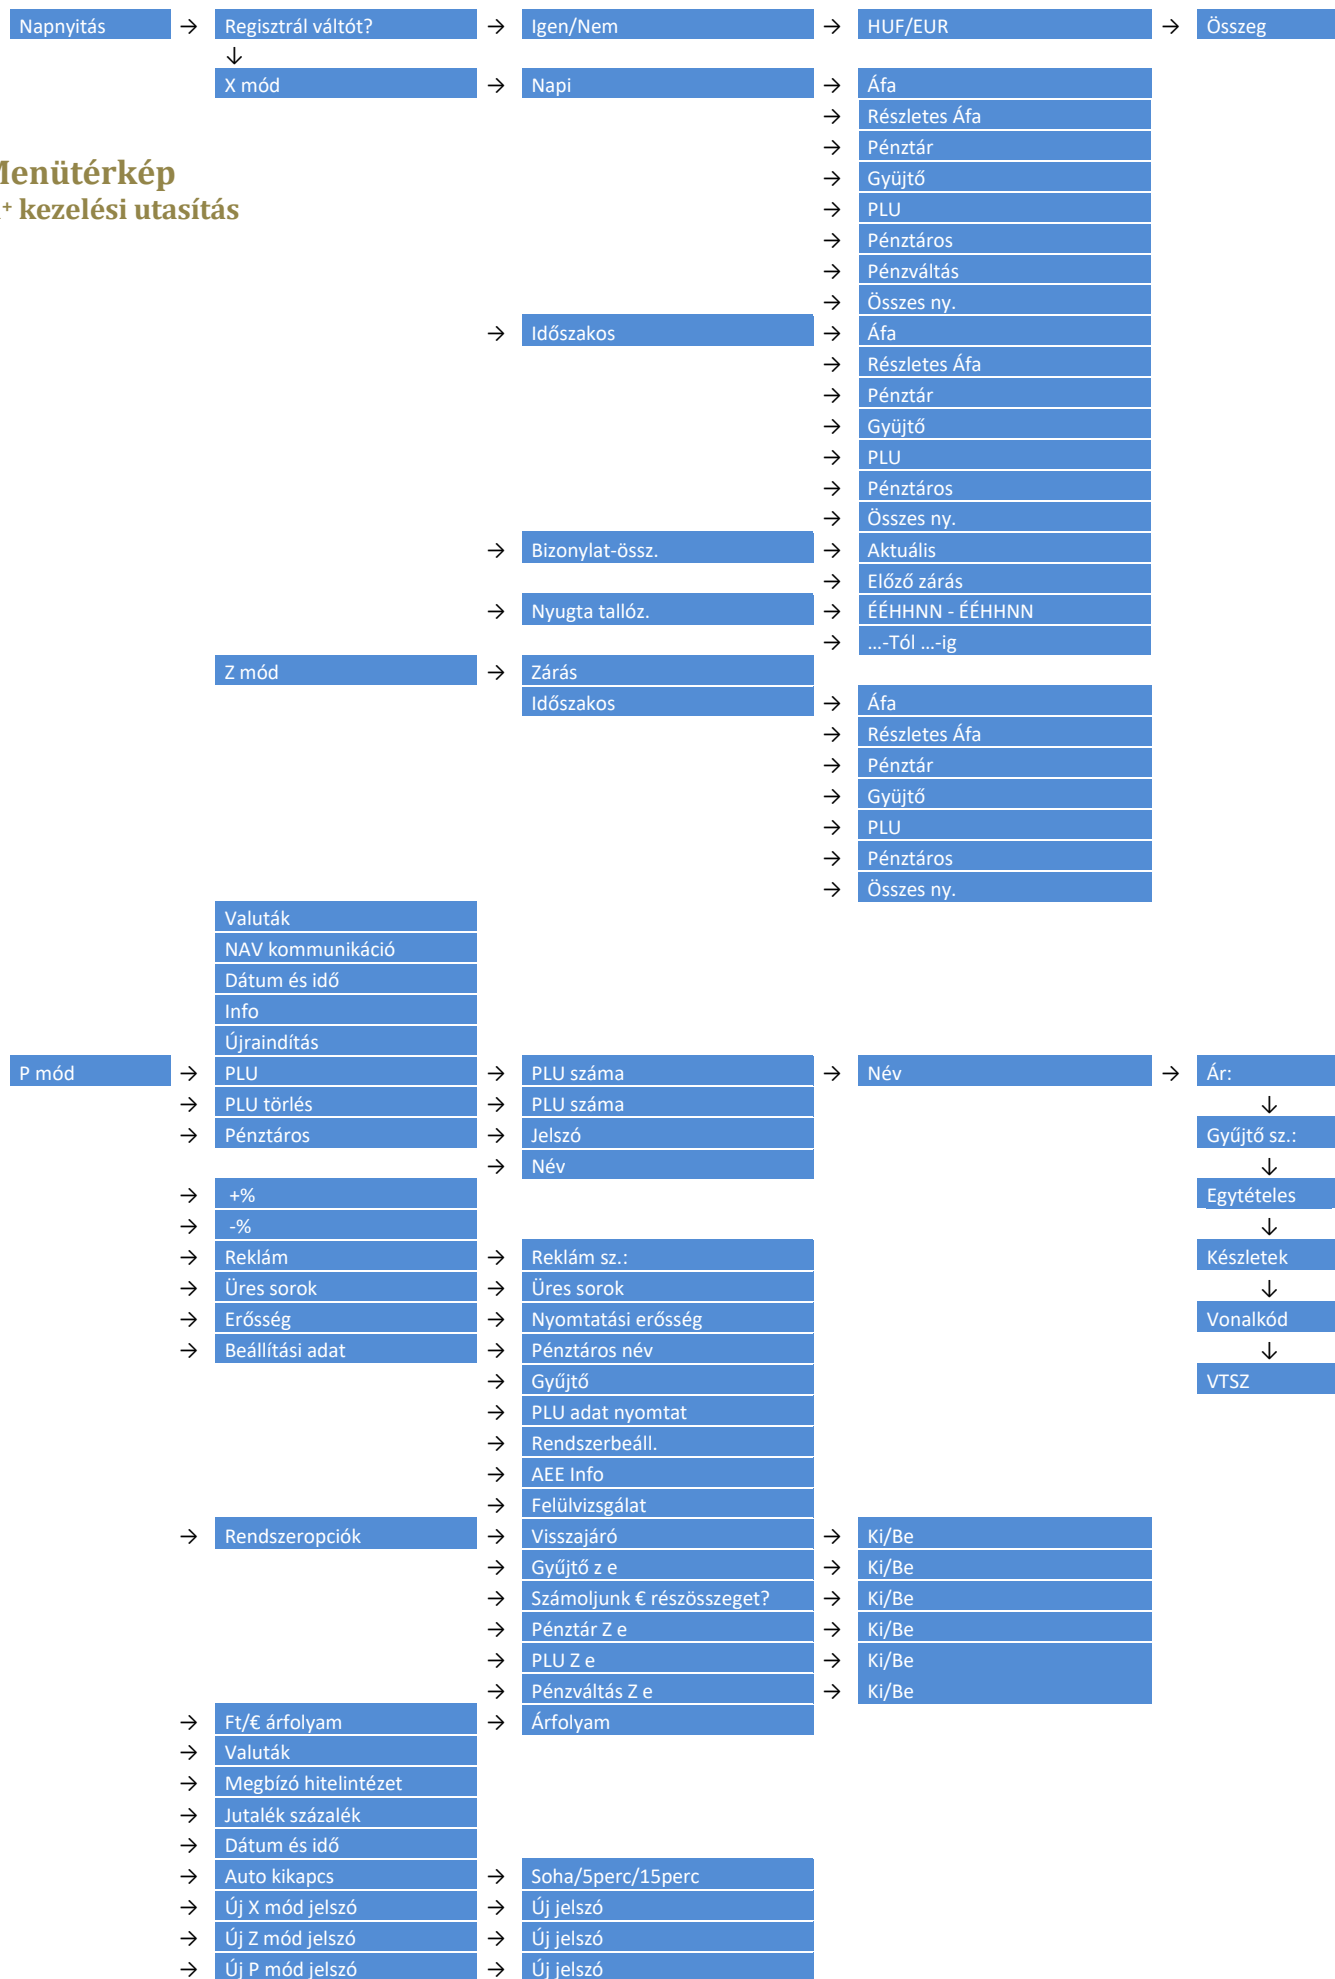 Napnyitás → Regisztrál váltót? → Igen/Nem → HUF/EUR → Összeg
↓
X mód → Napi → Áfa
→ Részletes Áfa
→ Pénztár
Menütérkép
→ Gyüjtő
⁺ kezelési utasítás
→ PLU
→ Pénztáros
→ Pénzváltás
→ Összes ny.
→ Időszakos → Áfa
→ Részletes Áfa
→ Pénztár
→ Gyüjtő
→ PLU
→ Pénztáros
→ Összes ny.
→ Bizonylat-össz. → Aktuális
→ Előző zárás
→ Nyugta tallóz. → ÉÉHHNN - ÉÉHHNN
→ ...-Tól ...-ig
Z mód → Zárás
Időszakos → Áfa
→ Részletes Áfa
→ Pénztár
→ Gyüjtő
→ PLU
→ Pénztáros
→ Összes ny.
Valuták
NAV kommunikáció
Dátum és idő
Info
Újraindítás
P mód → PLU → PLU száma → Név → Ár:
→ PLU törlés → PLU száma ↓
→ Pénztáros → Jelszó Gyűjtő sz.:
→ Név ↓
→ +% Egytételes
→ -% ↓
→ Reklám → Reklám sz.: Készletek
→ Üres sorok → Üres sorok ↓
→ Erősség → Nyomtatási erősség Vonalkód
→ Beállítási adat → Pénztáros név ↓
→ Gyűjtő VTSZ
→ PLU adat nyomtat
→ Rendszerbeáll.
→ AEE Info
→ Felülvizsgálat
→ Rendszeropciók → Visszajáró → Ki/Be
→ Gyűjtő z e → Ki/Be
→ Számoljunk € részösszeget? → Ki/Be
→ Pénztár Z e → Ki/Be
→ PLU Z e → Ki/Be
→ Pénzváltás Z e → Ki/Be
→ Ft/€ árfolyam → Árfolyam
→ Valuták
→ Megbízó hitelintézet
→ Jutalék százalék
→ Dátum és idő
→ Auto kikapcs → Soha/5perc/15perc
→ Új X mód jelszó → Új jelszó
→ Új Z mód jelszó → Új jelszó
→ Új P mód jelszó → Új jelszó